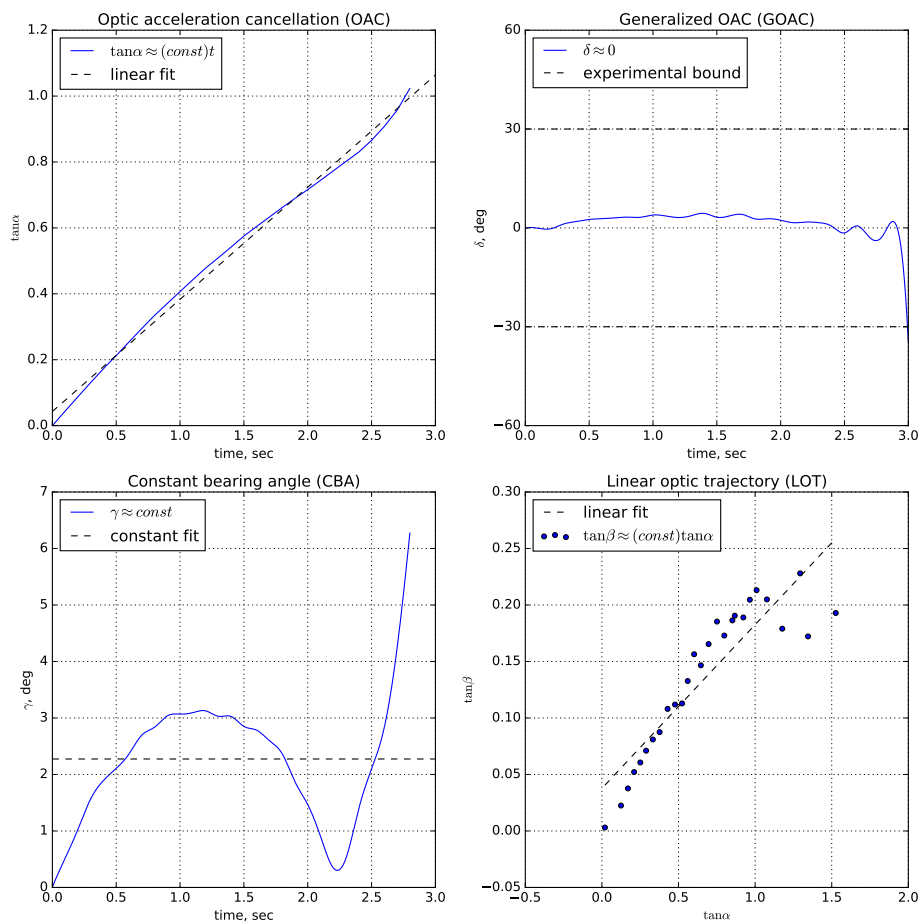 Optic acceleration cancellation (OAC)
1.2
1.0
0.8
0.6
0.4
0.2
0.0
tanα
tanα≈(const)t
linear fit
0.0 0.5 1.0 1.5 2.0 2.5 3.0
time, sec
Generalized OAC (GOAC)
60
30
0
−30
−60
δ, deg
δ≈0
experimental bound
0.0 0.5 1.0 1.5 2.0 2.5 3.0
time, sec
Constant bearing angle (CBA)
7
6
5
4
3
2
1
0
γ, deg
γ≈const
constant fit
0.0 0.5 1.0 1.5 2.0 2.5 3.0
time, sec
Linear optic trajectory (LOT)
0.30
0.25
0.20
0.15
0.10
0.05
0.00
−0.05
tanβ
linear fit
tanβ≈(const)tanα
−0.5 0.0 0.5 1.0 1.5 2.0
tanα